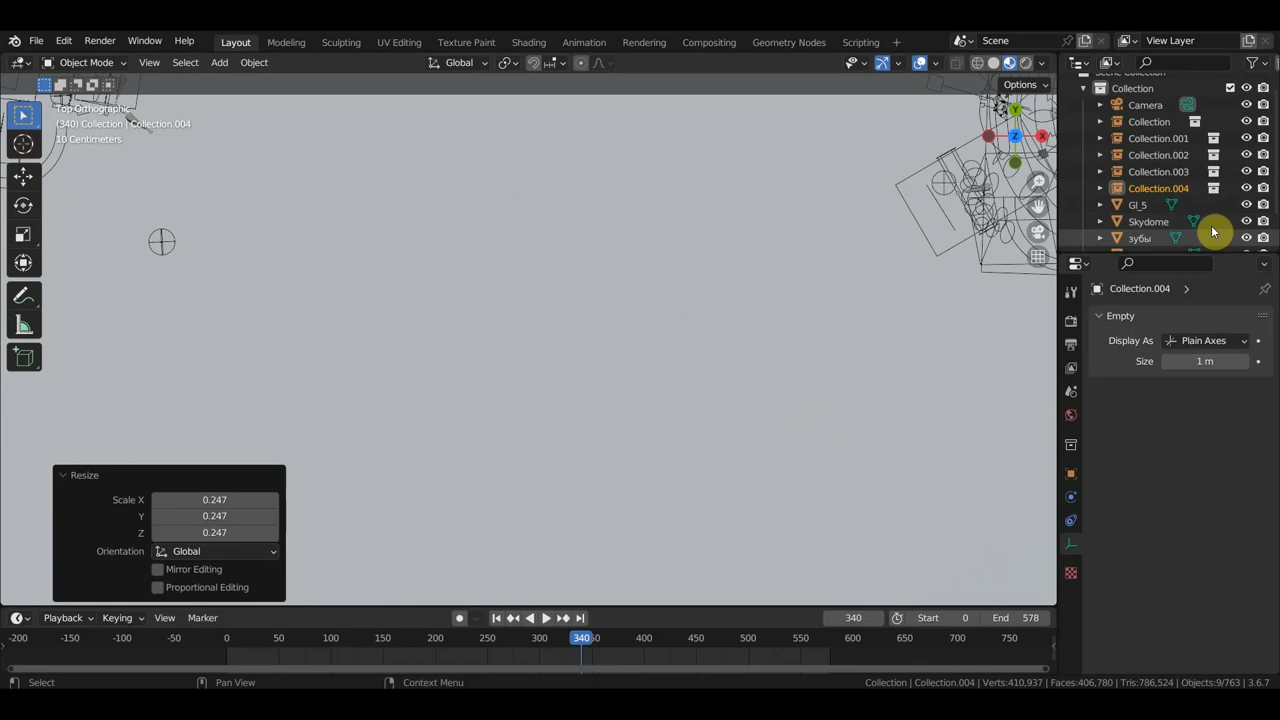 File Edit Render Window Help Layout Modeling Sculpting UV Editing Texture Paint Shading Animation Rendering Compositing Geometry Nodes Scripting + Scene View Layer
Object Mode View Select Add Object Global
Options
Top Orthographic
(340) Collection | Collection.004
10 Centimeters
Y
Z
X
Collection
Camera
Collection
Collection.001
Collection.002
Collection.003
Collection.004
Gl_5
Skydome
зубы
Collection.004
Empty
Display As Plain Axes
Size 1 m
Resize
Scale X 0.247
Y 0.247
Z 0.247
Orientation Global
Mirror Editing
Proportional Editing
Playback Keying View Marker 340 Start 0 End 578
-200 -150 -100 -50 0 50 100 150 200 250 300 340 400 450 500 550 600 650 700 750
Select Pan View Context Menu Collection | Collection.004 | Verts:410,937 | Faces:406,780 | Tris:786,524 | Objects:9/763 | 3.6.7